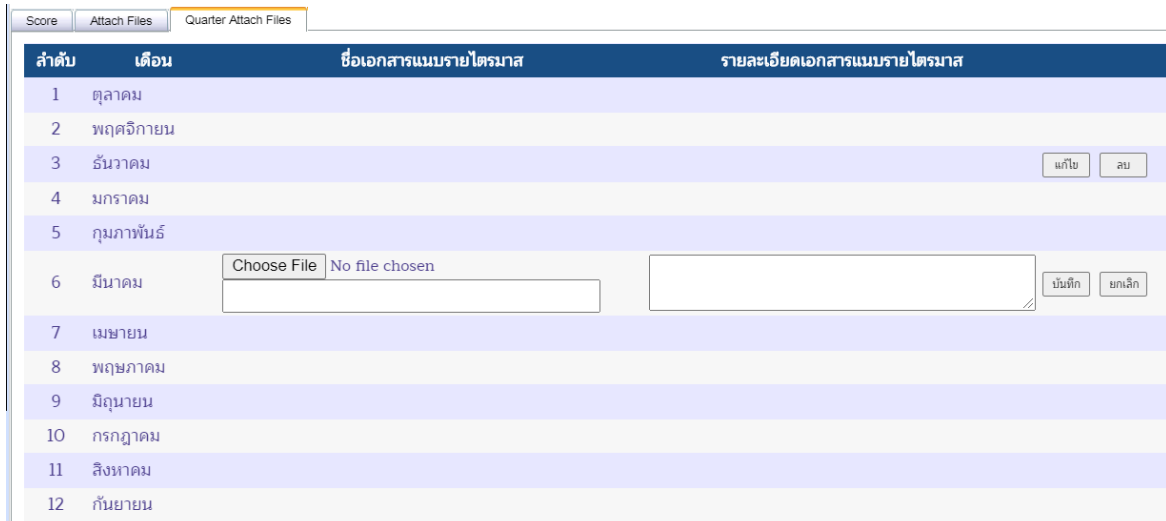 Score Attach Files Quarter Attach Files
ลำดับ เดือน ชื่อเอกสารแนบรายไตรมาส รายละเอียดเอกสารแนบรายไตรมาส
1 ตุลาคม
2 พฤศจิกายน
3 ธันวาคม แก้ไข ลบ
4 มกราคม
5 กุมภาพันธ์
6 มีนาคม Choose File No file chosen บันทึก ยกเลิก
7 เมษายน
8 พฤษภาคม
9 มิถุนายน
10 กรกฎาคม
11 สิงหาคม
12 กันยายน